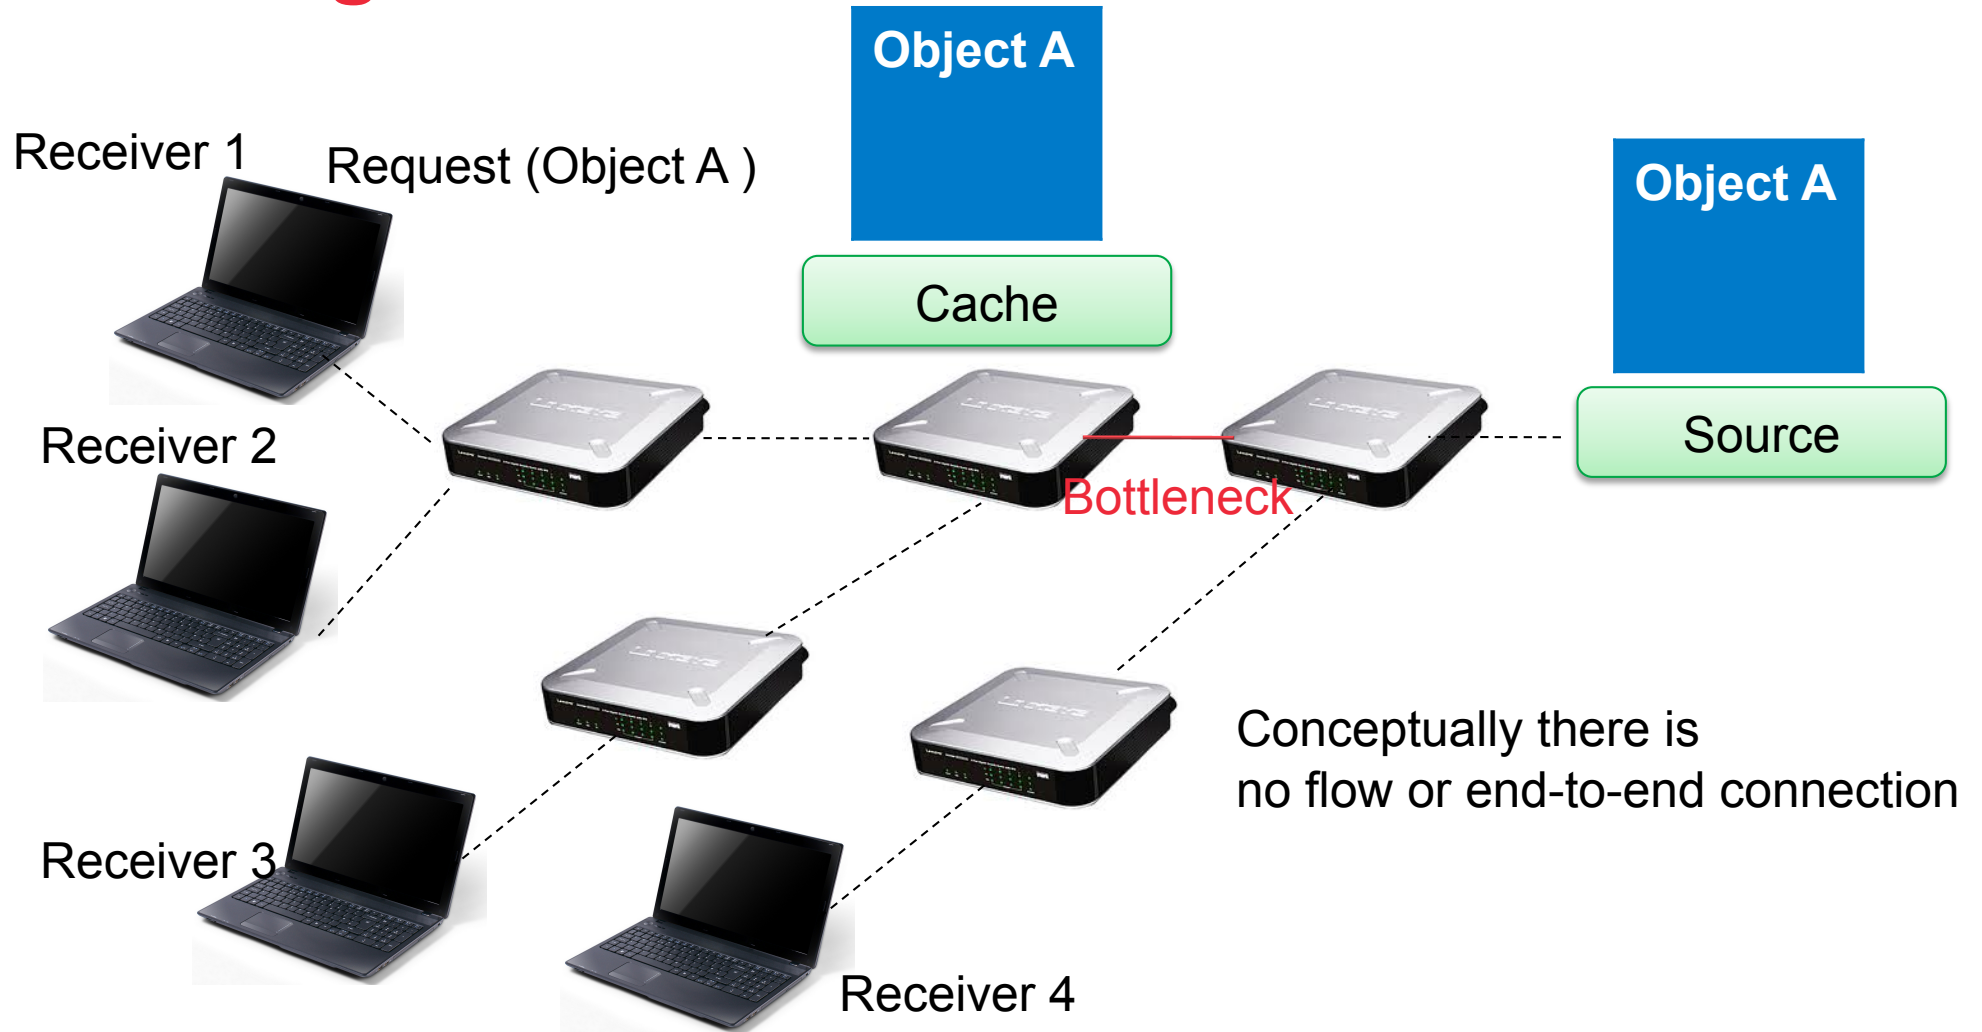 Object A
Object A
Receiver 1
Request (Object A )
Cache
Source
Receiver 2
Bottleneck
Conceptually there is
no flow or end-to-end connection
Receiver 3
Receiver 4